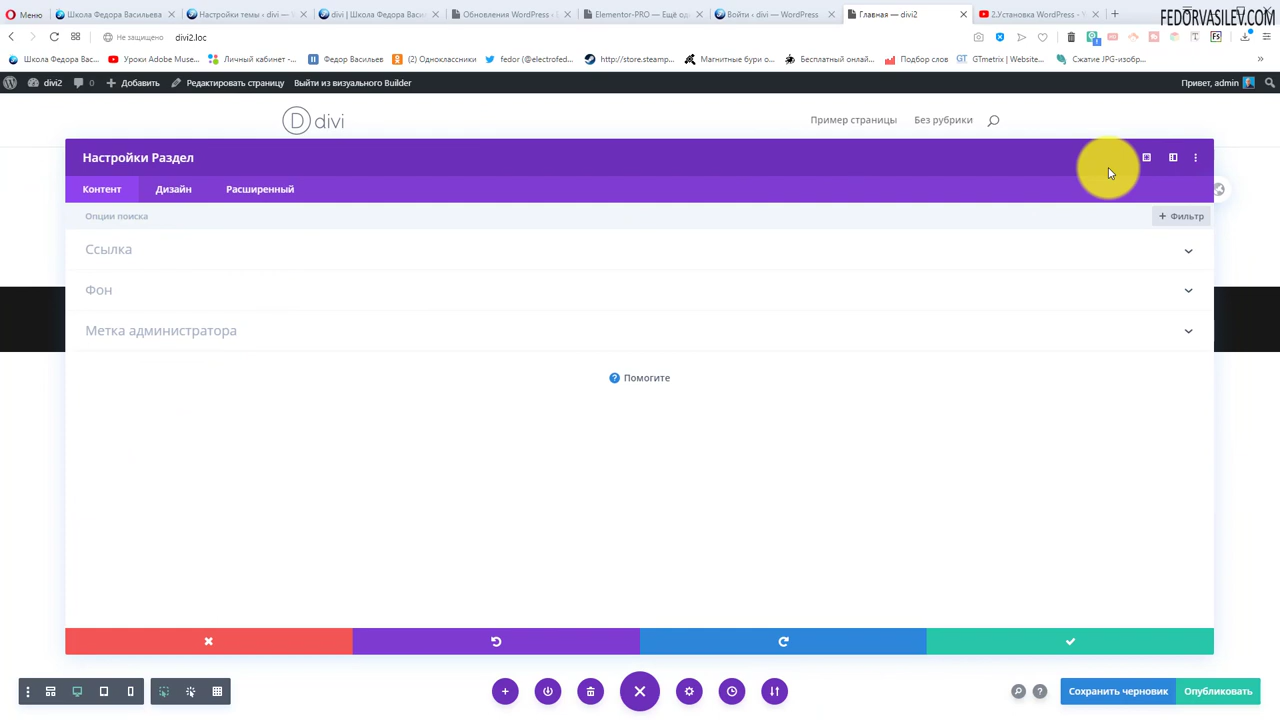 Меню
Школа Федора Васильева
Настройки темы ‹ divi —
divi | Школа Федора Васи
Обновления WordPress
Elementor-PRO — Ещё од
Войти ‹ divi — WordPress
Главная — divi2
2.Установка WordPress -
FEDORVASILEV.COM
Не защищено
divi2.loc
Школа Федора Вас...
Уроки Adobe Muse...
Личный кабинет -...
Федор Васильев
(2) Одноклассники
fedor (@electrofed...
http://store.steamp...
Магнитные бури о...
Бесплатный онлай...
Подбор слов
GTmetrix | Website...
Сжатие JPG-изобр...
divi2
0
Добавить
Редактировать страницу
Выйти из визуального Builder
Привет, admin
D divi
Пример страницы
Без рубрики
Настройки Раздел
Контент
Дизайн
Расширенный
Опции поиска
+ Фильтр
Ссылка
Фон
Метка администратора
Помогите
Сохранить черновик
Опубликовать